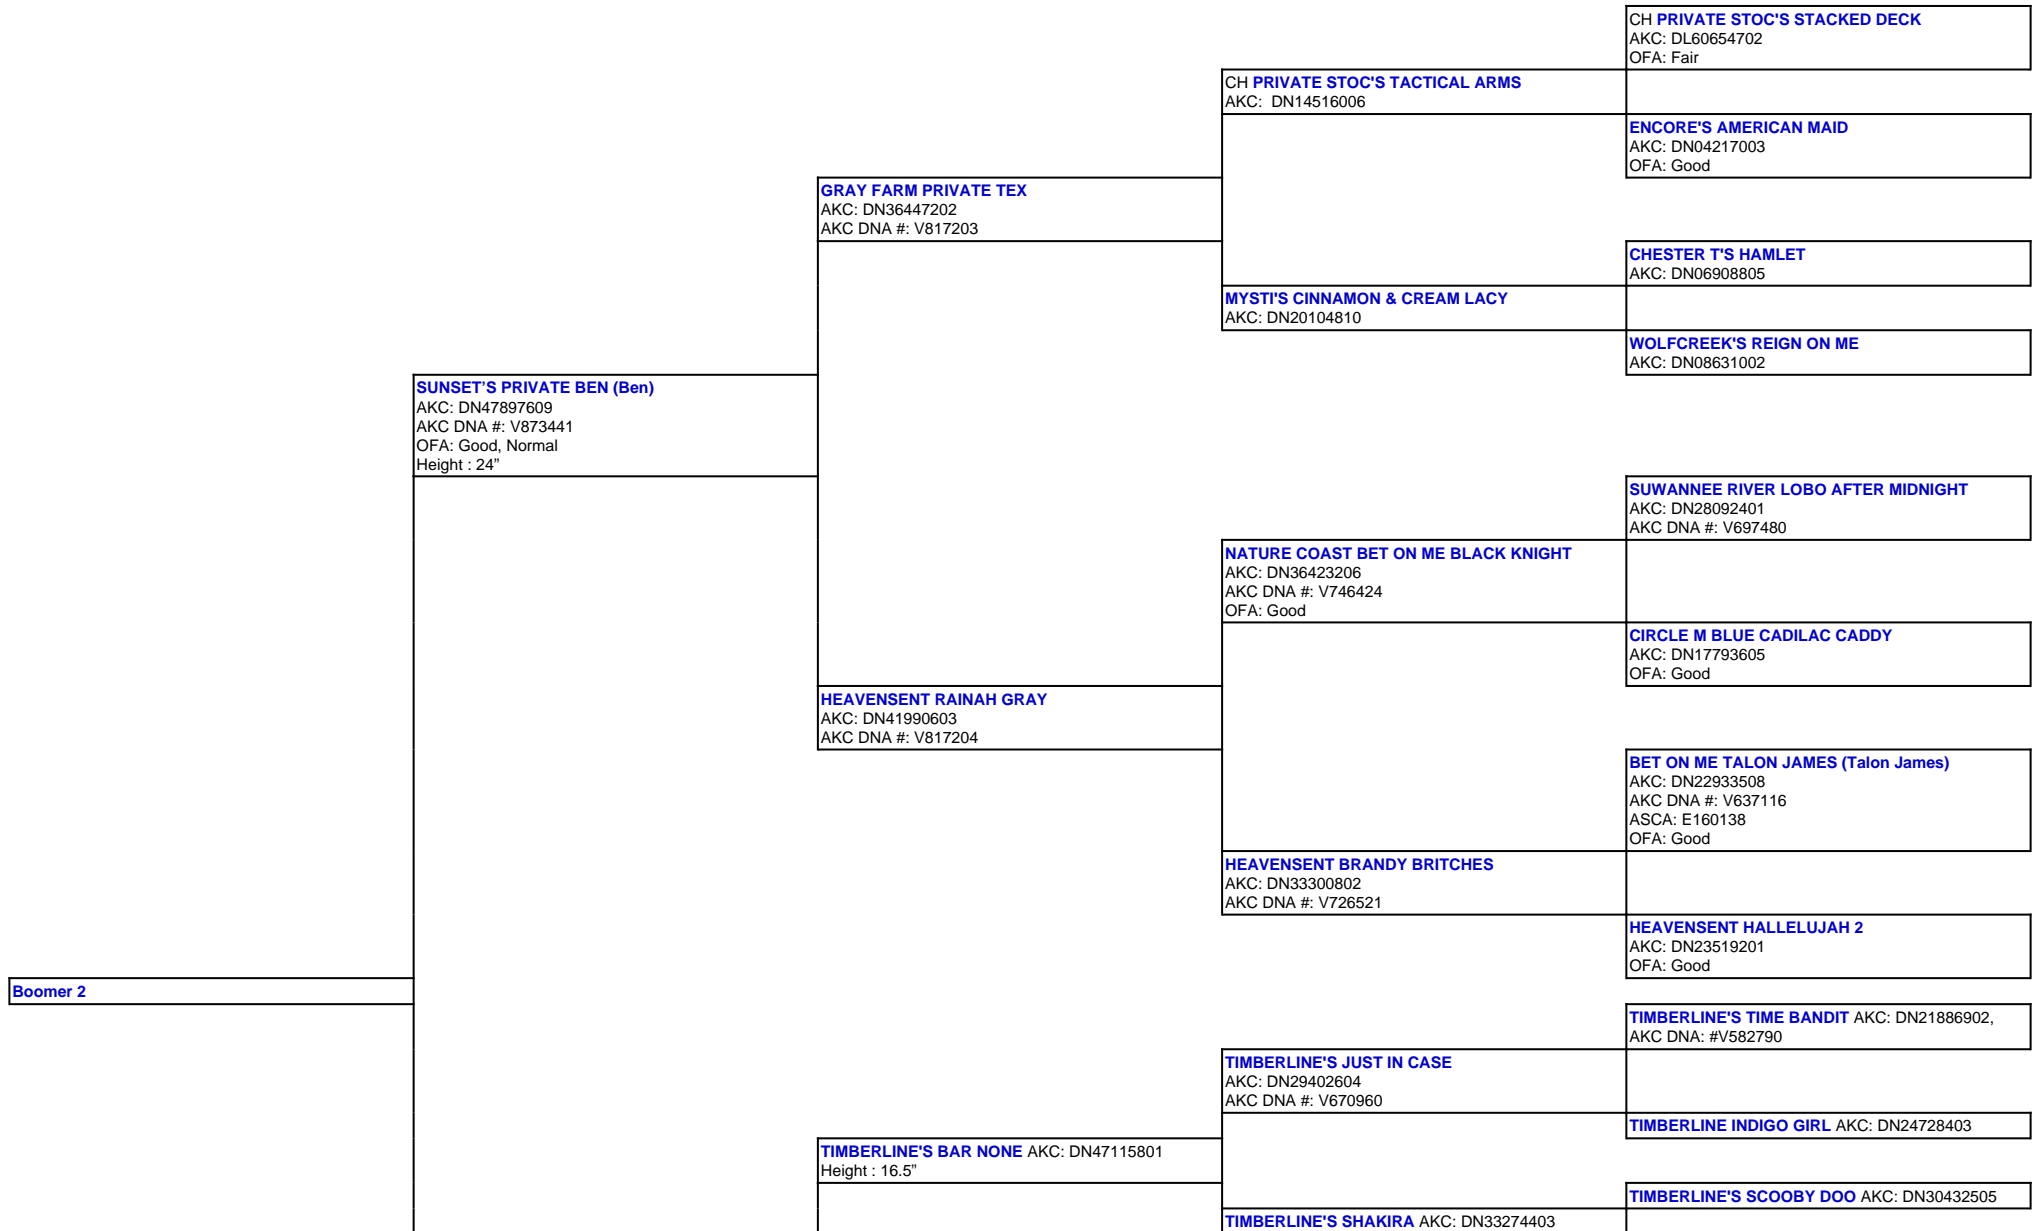 CH PRIVATE STOC'S STACKED DECK
AKC: DL60654702
OFA: Fair
CH PRIVATE STOC'S TACTICAL ARMS
AKC:  DN14516006
ENCORE'S AMERICAN MAID
AKC: DN04217003
OFA: Good
GRAY FARM PRIVATE TEX
AKC: DN36447202
AKC DNA #: V817203
CHESTER T'S HAMLET
AKC: DN06908805
MYSTI'S CINNAMON & CREAM LACY
AKC: DN20104810
WOLFCREEK'S REIGN ON ME
AKC: DN08631002
SUNSET’S PRIVATE BEN (Ben)
AKC: DN47897609
AKC DNA #: V873441
OFA: Good, Normal
Height : 24”
SUWANNEE RIVER LOBO AFTER MIDNIGHT
AKC: DN28092401
AKC DNA #: V697480
NATURE COAST BET ON ME BLACK KNIGHT
AKC: DN36423206
AKC DNA #: V746424
OFA: Good
CIRCLE M BLUE CADILAC CADDY
AKC: DN17793605
OFA: Good
HEAVENSENT RAINAH GRAY
AKC: DN41990603
AKC DNA #: V817204
BET ON ME TALON JAMES (Talon James)
AKC: DN22933508
AKC DNA #: V637116
ASCA: E160138
OFA: Good
HEAVENSENT BRANDY BRITCHES
AKC: DN33300802
AKC DNA #: V726521
HEAVENSENT HALLELUJAH 2
AKC: DN23519201
OFA: Good
Boomer 2
TIMBERLINE'S TIME BANDIT AKC: DN21886902,
AKC DNA: #V582790
TIMBERLINE'S JUST IN CASE
AKC: DN29402604
AKC DNA #: V670960
TIMBERLINE INDIGO GIRL AKC: DN24728403
TIMBERLINE'S BAR NONE AKC: DN47115801
Height : 16.5”
TIMBERLINE'S SCOOBY DOO AKC: DN30432505
TIMBERLINE'S SHAKIRA AKC: DN33274403